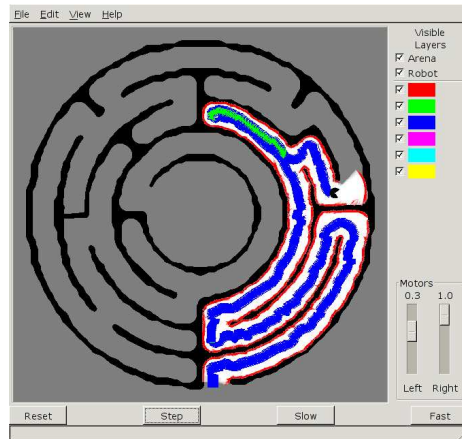 File Edit View Help
Visible
Layers
Arena
Robot
Motors
0.3 1.0
Left Right
Reset Step Slow Fast